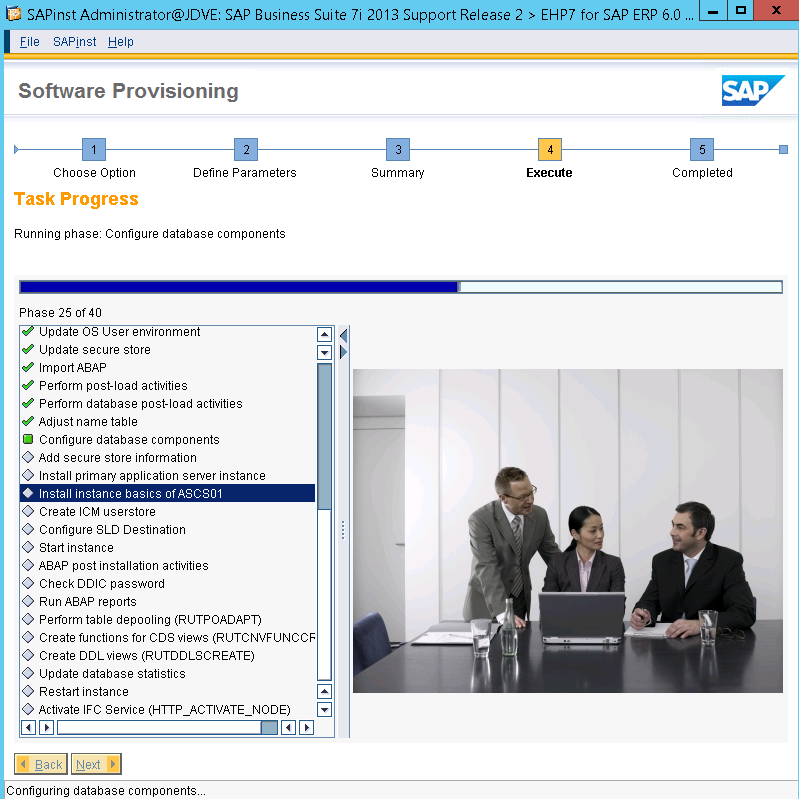 SAPinst Administrator@JDVE: SAP Business Suite 7i 2013 Support Release 2 > EHP7 for SAP ERP 6.0 ...
File SAPinst Help
Software Provisioning
SAP
1 2 3 4 5
Choose Option Define Parameters Summary Execute Completed
Task Progress
Running phase: Configure database components
Phase 25 of 40
Update OS User environment
Update secure store
Import ABAP
Perform post-load activities
Perform database post-load activities
Adjust name table
Configure database components
Add secure store information
Install primary application server instance
Install instance basics of ASCS01
Create ICM userstore
Configure SLD Destination
Start instance
ABAP post installation activities
Check DDIC password
Run ABAP reports
Perform table depooling (RUTPOADAPT)
Create functions for CDS views (RUTCNVFUNCCR
Create DDL views (RUTDDLSCREATE)
Update database statistics
Restart instance
Activate IFC Service (HTTP_ACTIVATE_NODE)
Back Next
Configuring database components...